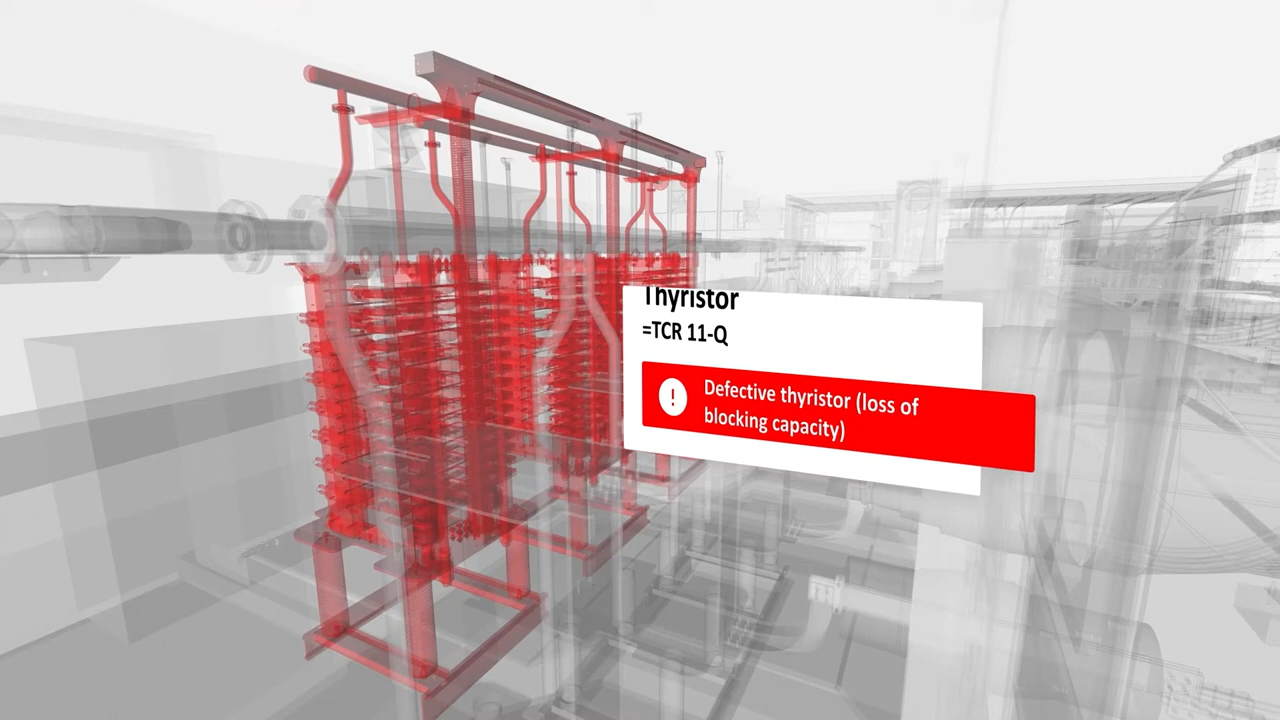 Thyristor
=TCR 11-Q
! Defective thyristor (loss of
blocking capacity)